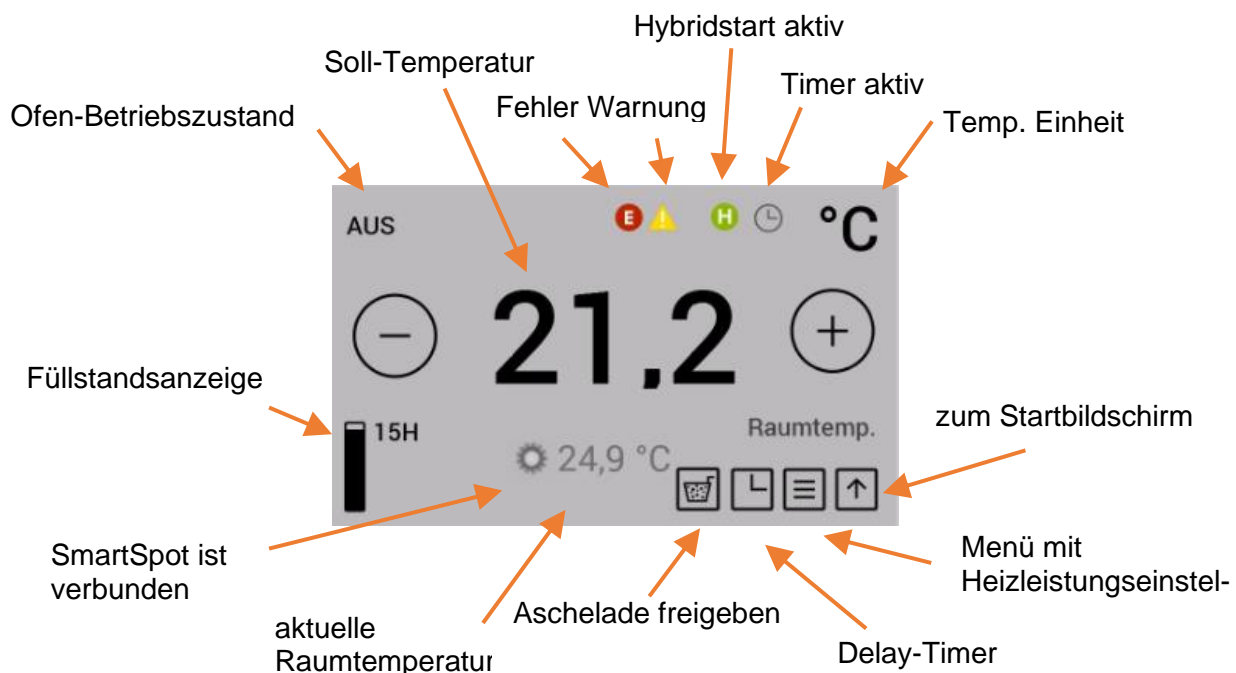 Hybridstart aktiv
Soll-Temperatur
Timer aktiv
Fehler Warnung
Ofen-Betriebszustand
Temp. Einheit
AUS
E
H
°C
21,2
Füllstandsanzeige
15H
Raumtemp.
zum Startbildschirm
24,9 °C
SmartSpot ist
verbunden
Menü mit
Heizleistungseinstel-
Aschelade freigeben
aktuelle
Raumtemperatur
Delay-Timer